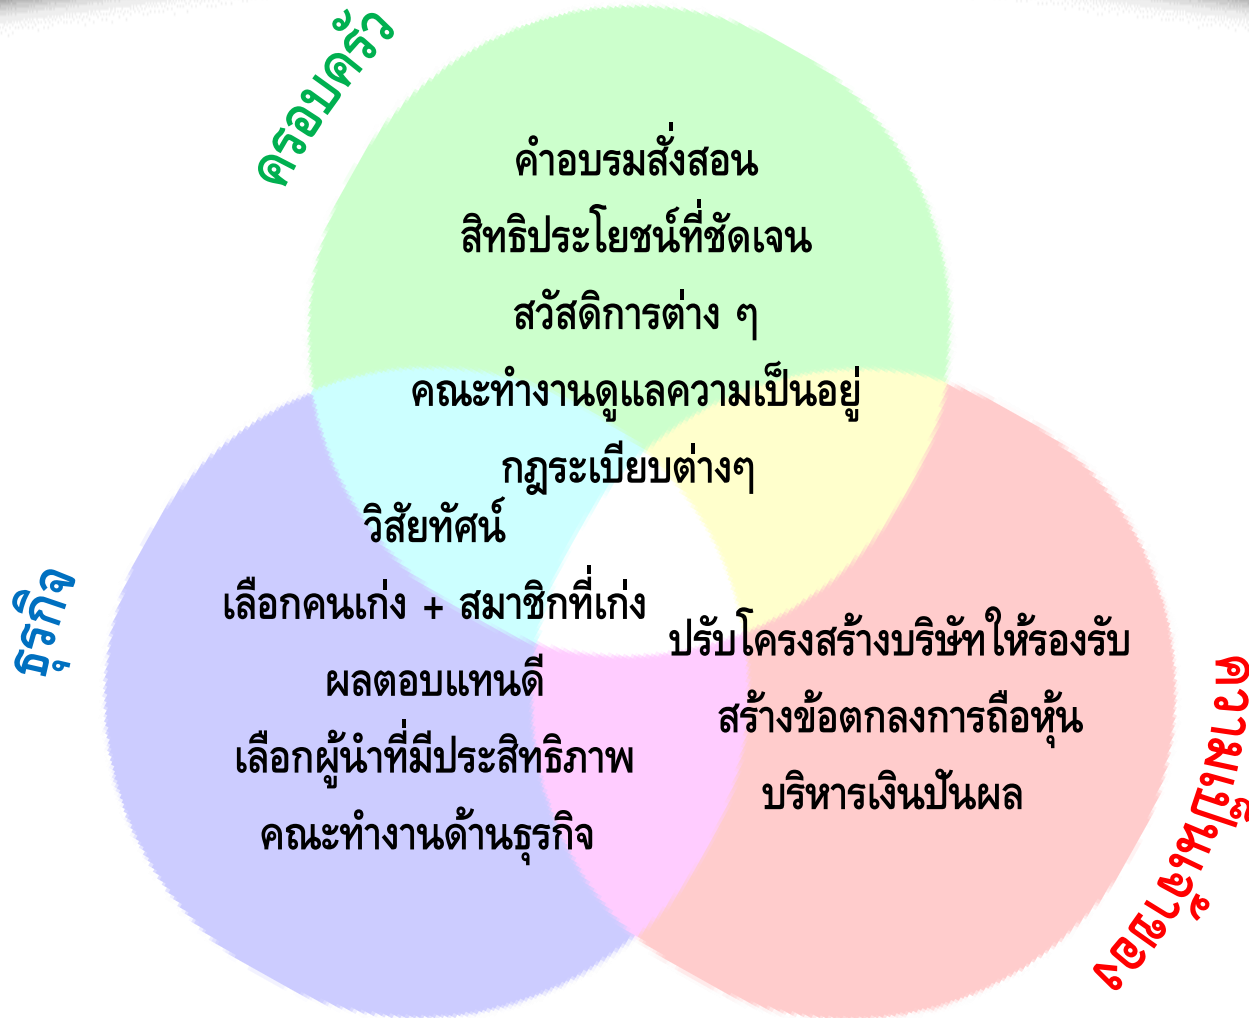 ครอบครัว
คำอบรมสั่งสอน
สิทธิประโยชน์ที่ชัดเจน
สวัสดิการต่าง ๆ
คณะทำงานดูแลความเป็นอยู่
กฎระเบียบต่างๆ
ธุรกิจ
วิสัยทัศน์
เลือกคนเก่ง + สมาชิกที่เก่ง
ผลตอบแทนดี
เลือกผู้นำที่มีประสิทธิภาพ
คณะทำงานด้านธุรกิจ
ปรับโครงสร้างบริษัทให้รองรับ
สร้างข้อตกลงการถือหุ้น
บริหารเงินปันผล
ความเป็นเจ้าของ